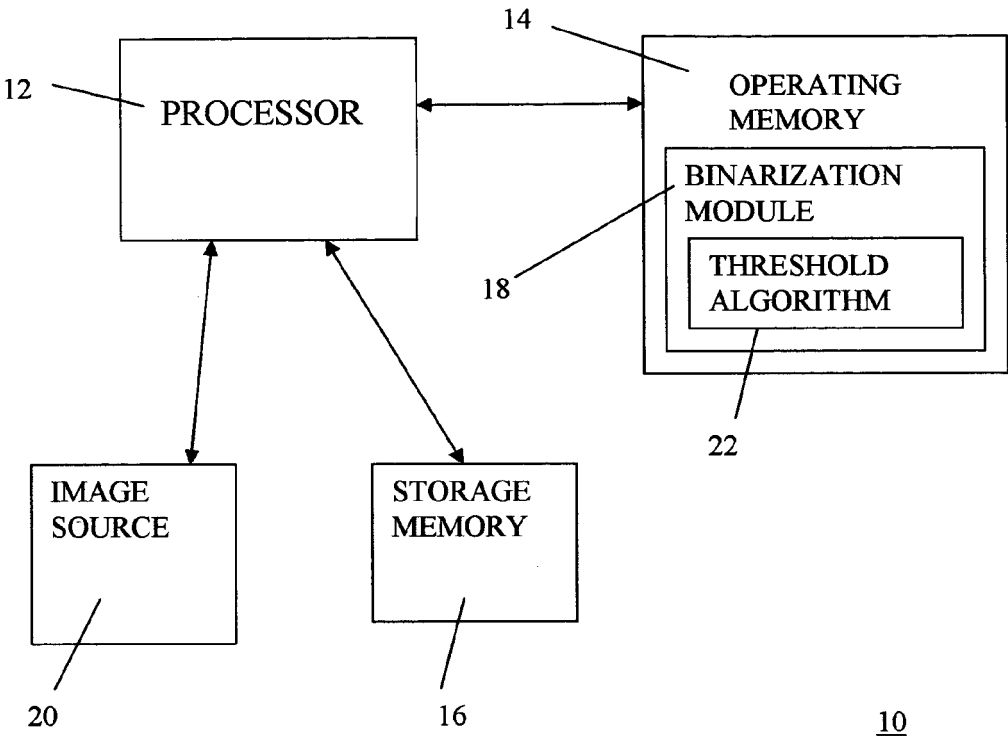 14
12
PROCESSOR
OPERATING
MEMORY
BINARIZATION
MODULE
18
THRESHOLD
ALGORITHM
22
IMAGE
SOURCE
STORAGE
MEMORY
20
16
10